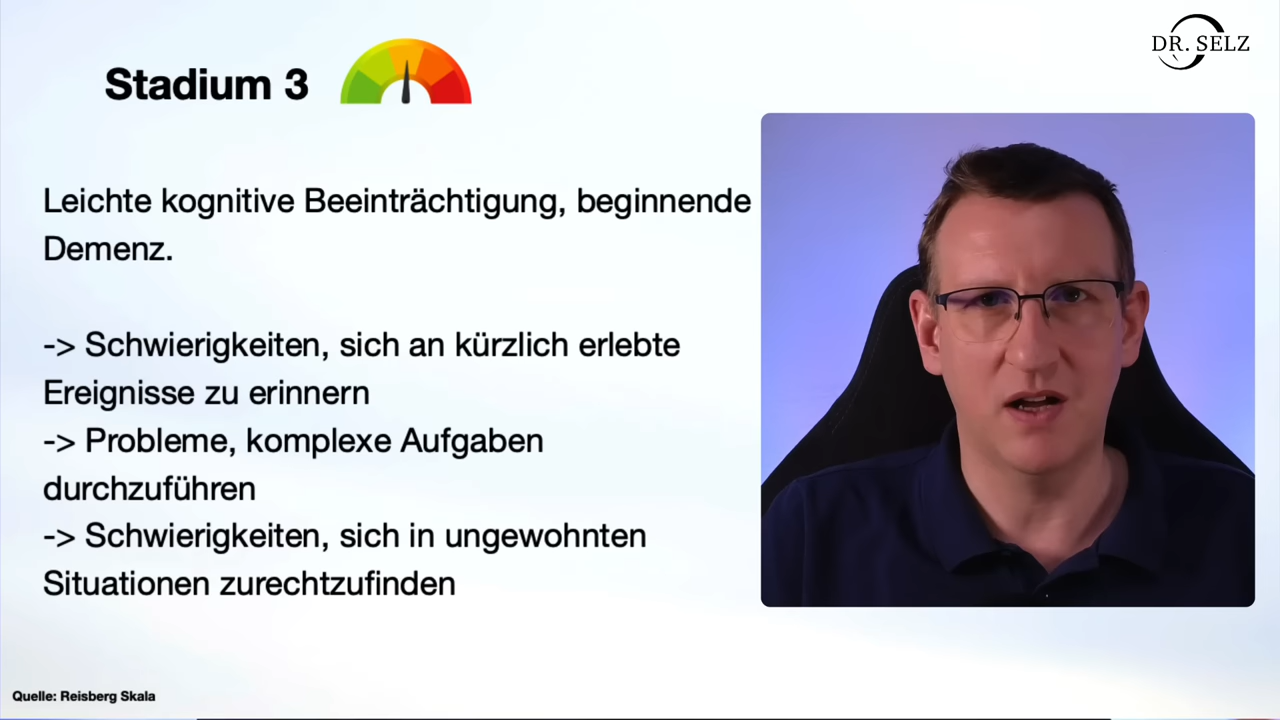 Stadium 3
DR. SELZ
Leichte kognitive Beeinträchtigung, beginnende
Demenz.
-> Schwierigkeiten, sich an kürzlich erlebte
Ereignisse zu erinnern
-> Probleme, komplexe Aufgaben
durchzuführen
-> Schwierigkeiten, sich in ungewohnten
Situationen zurechtzufinden
Quelle: Reisberg Skala